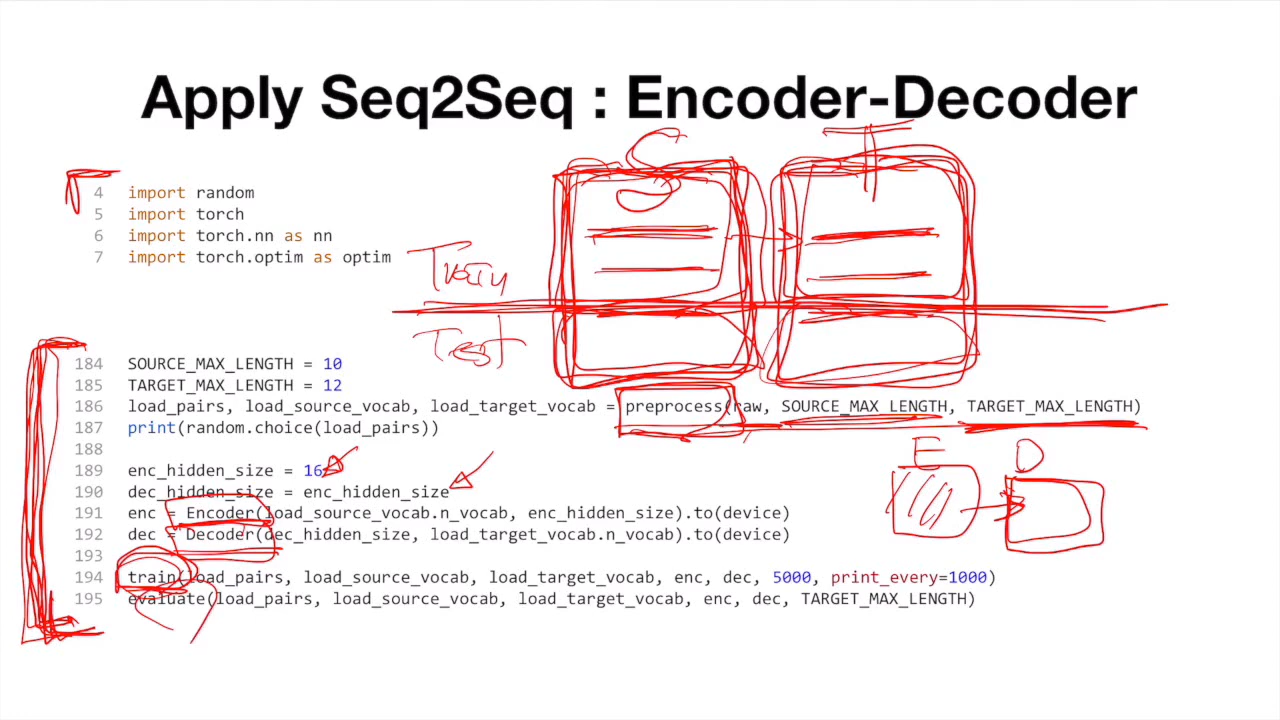 Apply Seq2Seq : Encoder-Decoder
S T
4 import random
5 import torch
6 import torch.nn as nn
7 import torch.optim as optim
Train
Test
184 SOURCE_MAX_LENGTH = 10
185 TARGET_MAX_LENGTH = 12
186 load_pairs, load_source_vocab, load_target_vocab = preprocess(raw, SOURCE_MAX_LENGTH, TARGET_MAX_LENGTH)
187 print(random.choice(load_pairs))
188
E D
189 enc_hidden_size = 16
190 dec_hidden_size = enc_hidden_size
191 enc = Encoder(load_source_vocab.n_vocab, enc_hidden_size).to(device)
192 dec = Decoder(dec_hidden_size, load_target_vocab.n_vocab).to(device)
193
194 train(load_pairs, load_source_vocab, load_target_vocab, enc, dec, 5000, print_every=1000)
195 evaluate(load_pairs, load_source_vocab, load_target_vocab, enc, dec, TARGET_MAX_LENGTH)